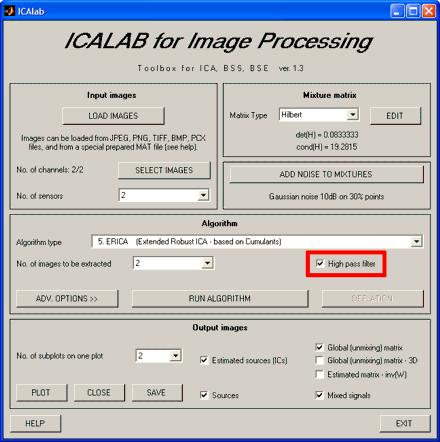 ICAlab
ICALAB for Image Processing
Toolbox for ICA, BSS, BSE ver. 1.3
Input images
LOAD IMAGES
Images can be loaded from JPEG, PNG, TIFF, BMP, PCX
files, and from a special prepared MAT file (see help).
No. of channels: 2/2
SELECT IMAGES
No. of sensors
2
Mixture matrix
Matrix Type
Hilbert
EDIT
det(H) = 0.0833333
cond(H) = 19.2815
ADD NOISE TO MIXTURES
Gaussian noise 10dB on 30% points
Algorithm
Algorithm type
5. ERICA (Extended Robust ICA - based on Cumulants)
No. of images to be extracted
2
High pass filter
ADV. OPTIONS >>
RUN ALGORITHM
DEFLATION
Output images
No. of subplots on one plot
2
Estimated sources (ICs)
Global (unmixing) matrix
Global (unmixing) matrix - 3D
Estimated matrix - inv(W)
PLOT
CLOSE
SAVE
Sources
Mixed signals
HELP
EXIT